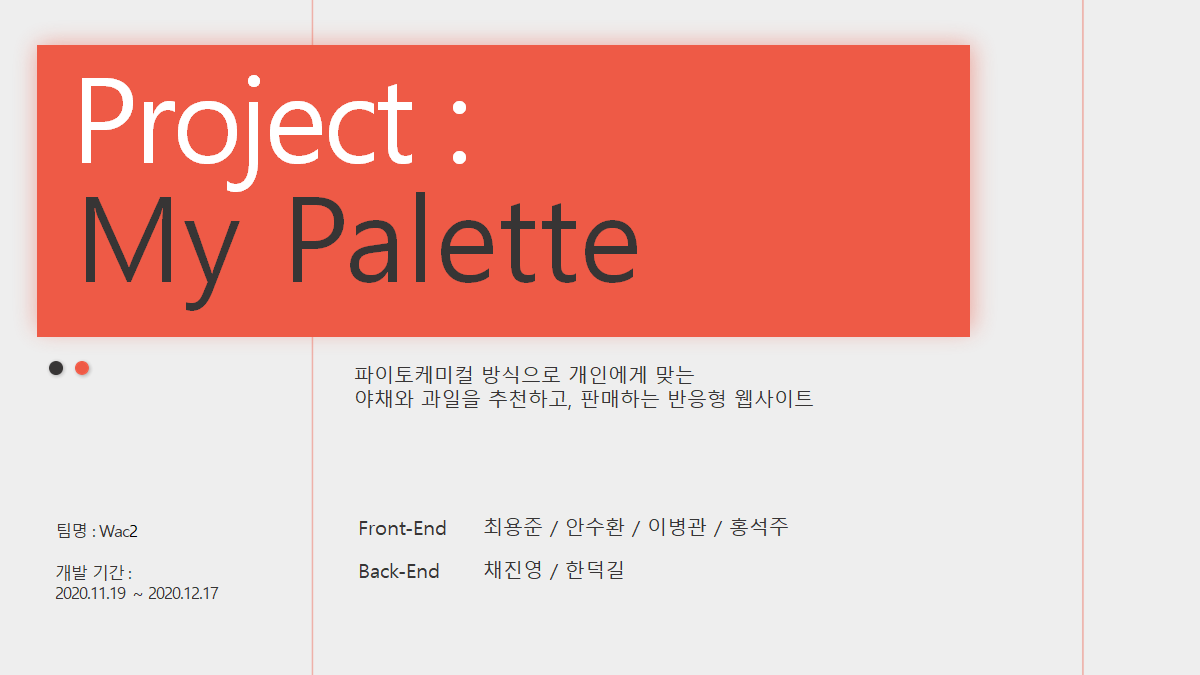 Project :
My Palette
파이토케미컬 방식으로 개인에게 맞는
야채와 과일을 추천하고, 판매하는 반응형 웹사이트
팀명 : Wac2
개발 기간 :
2020.11.19 ~ 2020.12.17
Front-End 최용준 / 안수환 / 이병관 / 홍석주
Back-End 채진영 / 한덕길